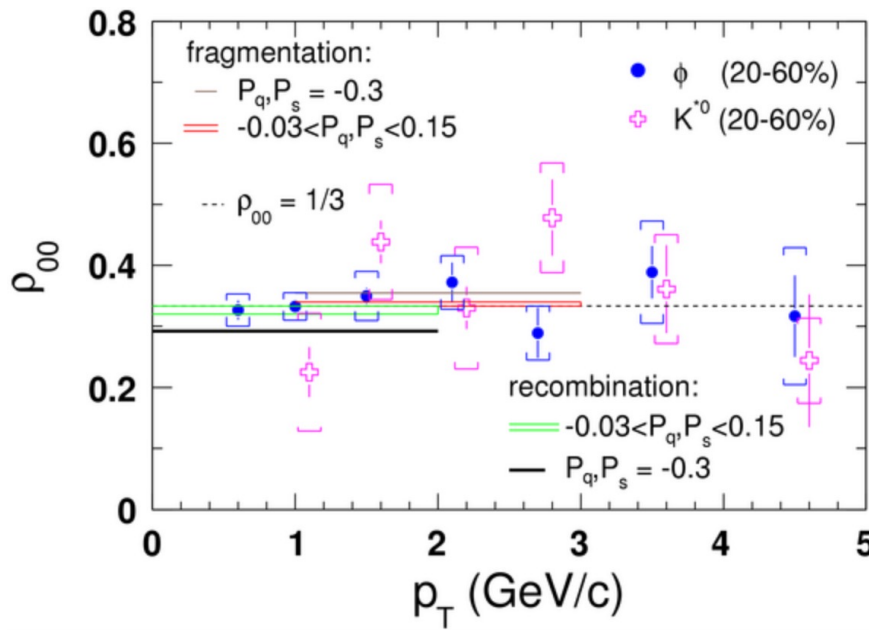 0.8
0.6
0.4
0.2
0
ρ₀₀
fragmentation:
P_q,P_s = -0.3
-0.03<P_q,P_s<0.15
ρ₀₀ = 1/3
ϕ (20-60%)
K*⁰ (20-60%)
recombination:
-0.03<P_q,P_s<0.15
P_q,P_s = -0.3
0 1 2 3 4 5
p_T (GeV/c)